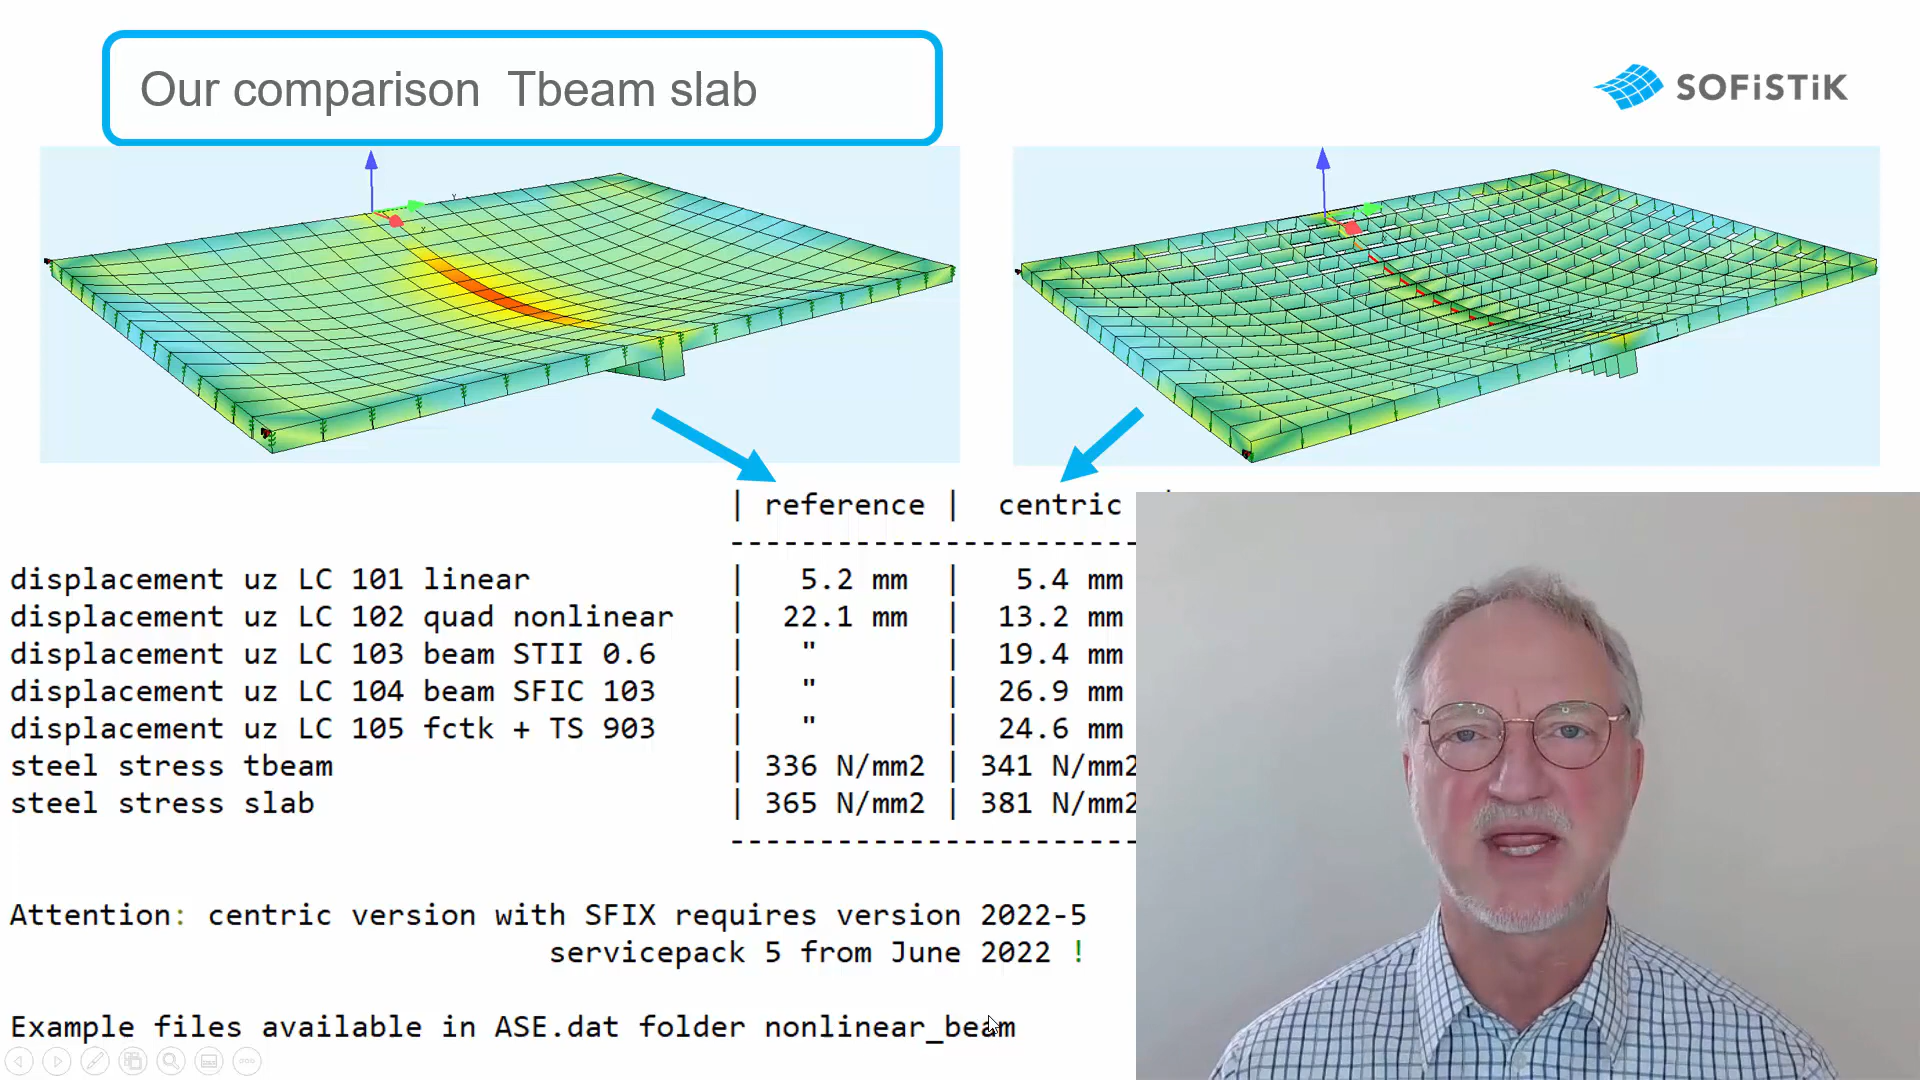 Our comparison Tbeam slab
SOFiSTiK
Y
X
| reference | centric
-----------------------
displacement uz LC 101 linear | 5.2 mm | 5.4 mm
displacement uz LC 102 quad nonlinear | 22.1 mm | 13.2 mm
displacement uz LC 103 beam STII 0.6 | " | 19.4 mm
displacement uz LC 104 beam SFIC 103 | " | 26.9 mm
displacement uz LC 105 fctk + TS 903 | " | 24.6 mm
steel stress tbeam | 336 N/mm2 | 341 N/mm2
steel stress slab | 365 N/mm2 | 381 N/mm2
-----------------------
Attention: centric version with SFIX requires version 2022-5
servicepack 5 from June 2022 !
Example files available in ASE.dat folder nonlinear_beam